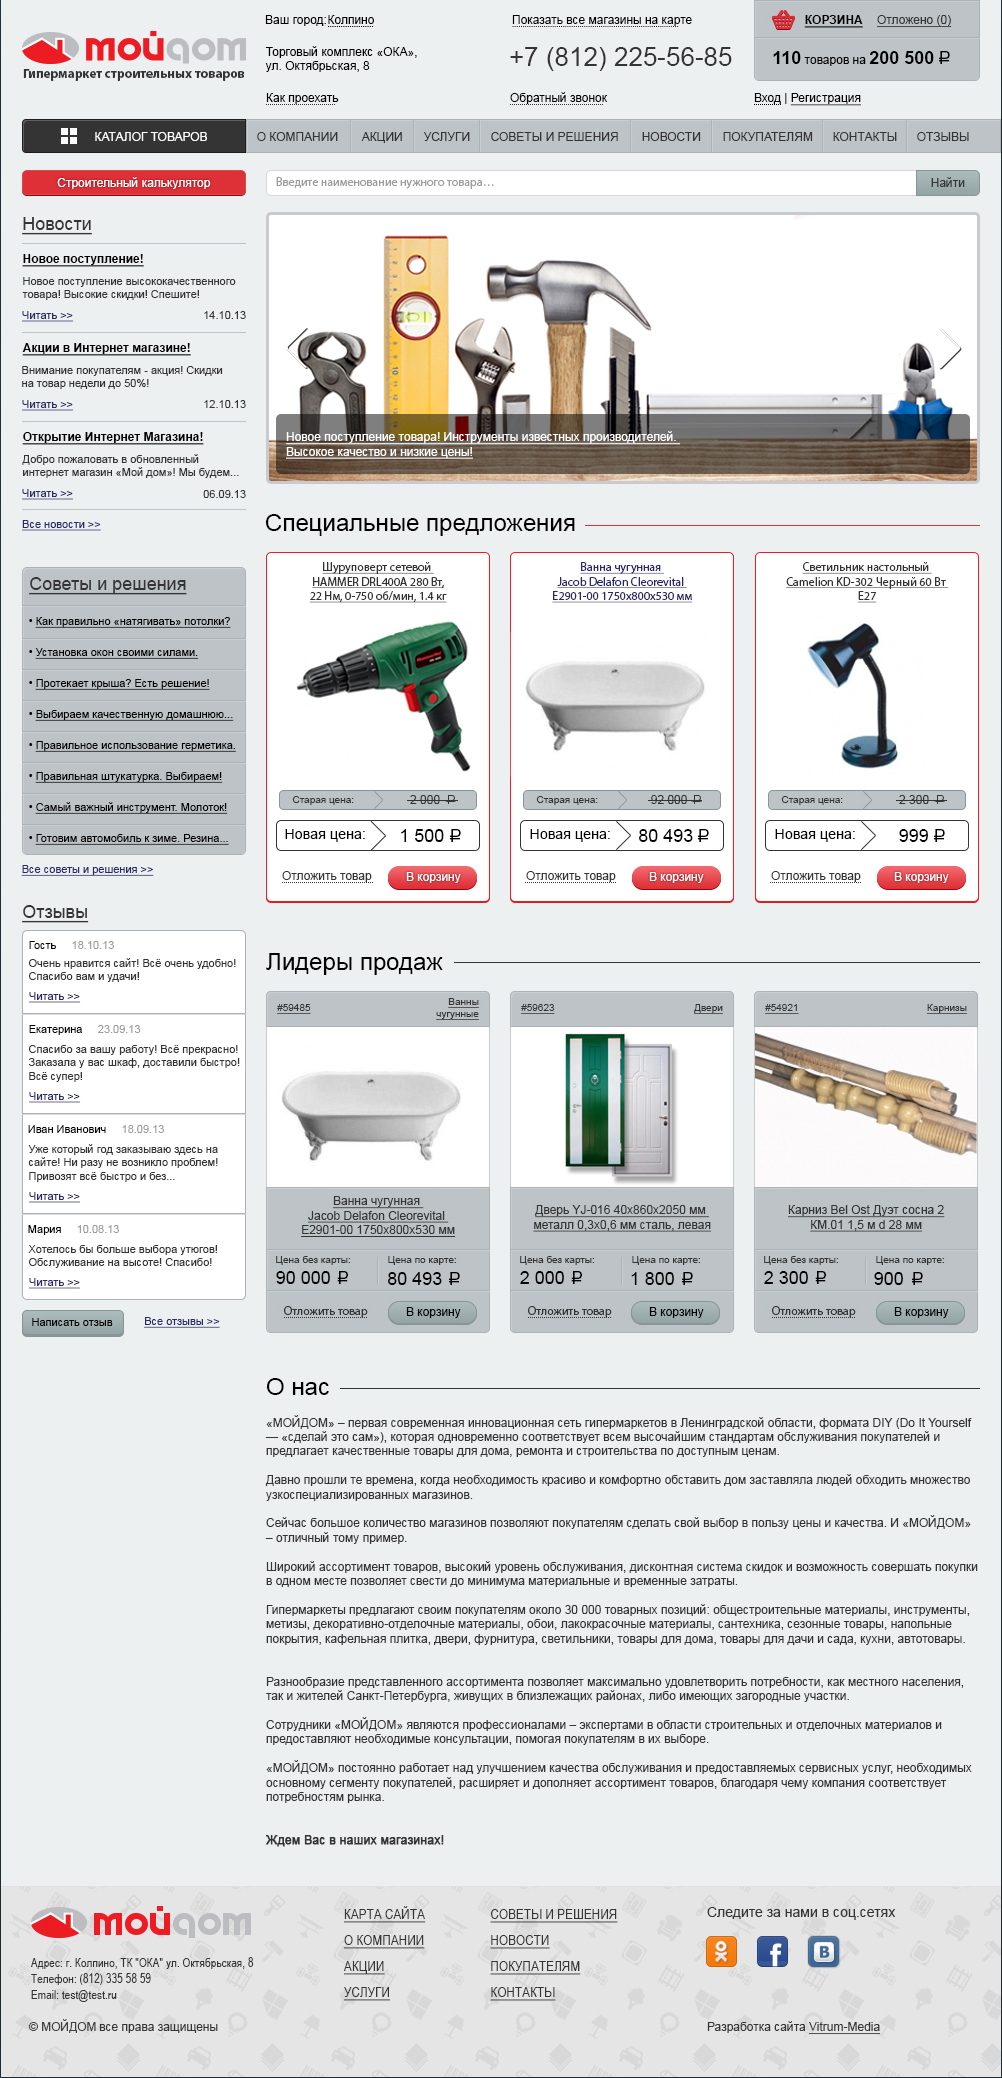 мойдом
Гипермаркет строительных товаров
Ваш город: Колпино
Торговый комплекс «ОКА»,
ул. Октябрьская, 8
Как проехать
Показать все магазины на карте
+7 (812) 225-56-85
Обратный звонок
КОРЗИНА Отложено (0)
110 товаров на 200 500 ₽
Вход | Регистрация
КАТАЛОГ ТОВАРОВ О КОМПАНИИ АКЦИИ УСЛУГИ СОВЕТЫ И РЕШЕНИЯ НОВОСТИ ПОКУПАТЕЛЯМ КОНТАКТЫ ОТЗЫВЫ
Строительный калькулятор
Введите наименование нужного товара...
Найти
Новости
Новое поступление!
Новое поступление высококачественного
товара! Высокие скидки! Спешите!
Читать >> 14.10.13
Акции в Интернет магазине!
Внимание покупателям - акция! Скидки
на товар недели до 50%!
Читать >> 12.10.13
Открытие Интернет Магазина!
Добро пожаловать в обновленный
интернет магазин «Мой дом»! Мы будем...
Читать >> 06.09.13
Все новости >>
Новое поступление товара! Инструменты известных производителей.
Высокое качество и низкие цены!
Советы и решения
• Как правильно «натягивать» потолки?
• Установка окон своими силами.
• Протекает крыша? Есть решение!
• Выбираем качественную домашнюю...
• Правильное использование герметика.
• Правильная штукатурка. Выбираем!
• Самый важный инструмент. Молоток!
• Готовим автомобиль к зиме. Резина...
Все советы и решения >>
Отзывы
Гость 18.10.13
Очень нравится сайт! Всё очень удобно!
Спасибо вам и удачи!
Читать >>
Екатерина 23.09.13
Спасибо за вашу работу! Всё прекрасно!
Заказала у вас шкаф, доставили быстро!
Всё супер!
Читать >>
Иван Иванович 18.09.13
Уже который год заказываю здесь на
сайте! Ни разу не возникло проблем!
Привозят всё быстро и без...
Читать >>
Мария 10.08.13
Хотелось бы больше выбора утюгов!
Обслуживание на высоте! Спасибо!
Читать >>
Написать отзыв Все отзывы >>
Специальные предложения
Шуруповерт сетевой
HAMMER DRL400A 280 Вт,
22 Нм, 0-750 об/мин, 1.4 кг
Старая цена: 2 000 ₽
Новая цена: 1 500 ₽
Отложить товар В корзину
Ванна чугунная
Jacob Delafon Cleorevital
E2901-00 1750х800х530 мм
Старая цена: 92 000 ₽
Новая цена: 80 493 ₽
Отложить товар В корзину
Светильник настольный
Camelion KD-302 Черный 60 Вт
E27
Старая цена: 2 300 ₽
Новая цена: 999 ₽
Отложить товар В корзину
Лидеры продаж
#59485 Ванны
чугунные
Ванна чугунная
Jacob Delafon Cleorevital
E2901-00 1750х800х530 мм
Цена без карты: Цена по карте:
90 000 ₽ 80 493 ₽
Отложить товар В корзину
#59623 Двери
Дверь YJ-016 40х860х2050 мм
металл 0,3х0,6 мм сталь, левая
Цена без карты: Цена по карте:
2 000 ₽ 1 800 ₽
Отложить товар В корзину
#54921 Карнизы
Карниз Bel Ost Дуэт сосна 2
КМ.01 1,5 м d 28 мм
Цена без карты: Цена по карте:
2 300 ₽ 900 ₽
Отложить товар В корзину
О нас
«МОЙДОМ» – первая современная инновационная сеть гипермаркетов в Ленинградской области, формата DIY (Do It Yourself
— «сделай это сам»), которая одновременно соответствует всем высочайшим стандартам обслуживания покупателей и
предлагает качественные товары для дома, ремонта и строительства по доступным ценам.
Давно прошли те времена, когда необходимость красиво и комфортно обставить дом заставляла людей обходить множество
узкоспециализированных магазинов.
Сейчас большое количество магазинов позволяют покупателям сделать свой выбор в пользу цены и качества. И «МОЙДОМ»
– отличный тому пример.
Широкий ассортимент товаров, высокий уровень обслуживания, дисконтная система скидок и возможность совершать покупки
в одном месте позволяет свести до минимума материальные и временные затраты.
Гипермаркеты предлагают своим покупателям около 30 000 товарных позиций: общестроительные материалы, инструменты,
метизы, декоративно-отделочные материалы, обои, лакокрасочные материалы, сантехника, сезонные товары, напольные
покрытия, кафельная плитка, двери, фурнитура, светильники, товары для дома, товары для дачи и сада, кухни, автотовары.
Разнообразие представленного ассортимента позволяет максимально удовлетворить потребности, как местного населения,
так и жителей Санкт-Петербурга, живущих в близлежащих районах, либо имеющих загородные участки.
Сотрудники «МОЙДОМ» являются профессионалами – экспертами в области строительных и отделочных материалов и
предоставляют необходимые консультации, помогая покупателям в их выборе.
«МОЙДОМ» постоянно работает над улучшением качества обслуживания и предоставляемых сервисных услуг, необходимых
основному сегменту покупателей, расширяет и дополняет ассортимент товаров, благодаря чему компания соответствует
потребностям рынка.
Ждем Вас в наших магазинах!
мойдом
Адрес: г. Колпино, ТК "ОКА" ул. Октябрьская, 8
Телефон: (812) 335 58 59
Email: test@test.ru
© МОЙДОМ все права защищены
КАРТА САЙТА
О КОМПАНИИ
АКЦИИ
УСЛУГИ
СОВЕТЫ И РЕШЕНИЯ
НОВОСТИ
ПОКУПАТЕЛЯМ
КОНТАКТЫ
Следите за нами в соц.сетях
Разработка сайта Vitrum-Media